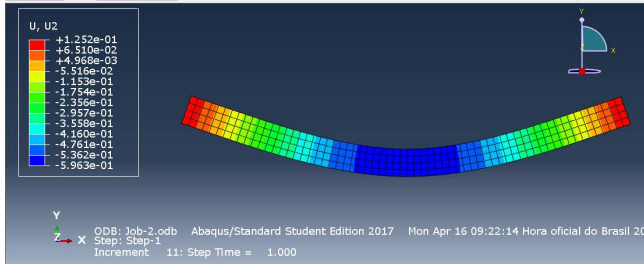 U, U2
+1.252e-01
+6.510e-02
+4.968e-03
-5.516e-02
-1.153e-01
-1.754e-01
-2.356e-01
-2.957e-01
-3.558e-01
-4.160e-01
-4.761e-01
-5.362e-01
-5.963e-01
Y
X
Y
Z X
ODB: Job-2.odb Abaqus/Standard Student Edition 2017 Mon Apr 16 09:22:14 Hora oficial do Brasil 20
Step: Step-1
Increment 11: Step Time = 1.000